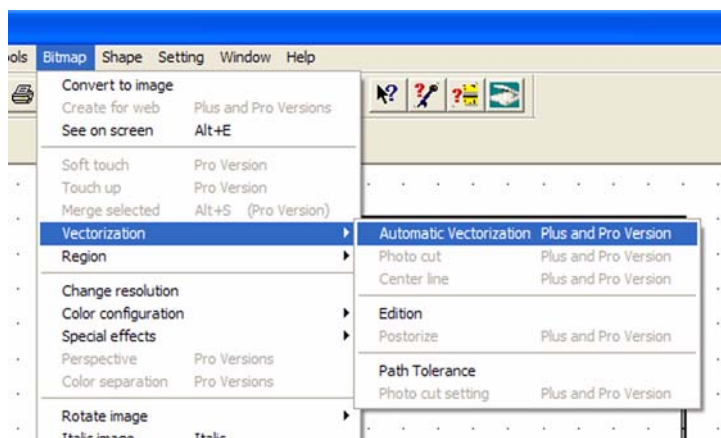 ols Bitmap Shape Setting Window Help
Convert to image
Create for web Plus and Pro Versions
See on screen Alt+E
Soft touch Pro Version
Touch up Pro Version
Merge selected Alt+S (Pro Version)
Vectorization
Region
Change resolution
Color configuration
Special effects
Perspective Pro Versions
Color separation Pro Versions
Rotate image
Italic image Italic
Automatic Vectorization Plus and Pro Version
Photo cut Plus and Pro Version
Center line Plus and Pro Version
Edition
Postorize Plus and Pro Version
Path Tolerance
Photo cut setting Plus and Pro Version